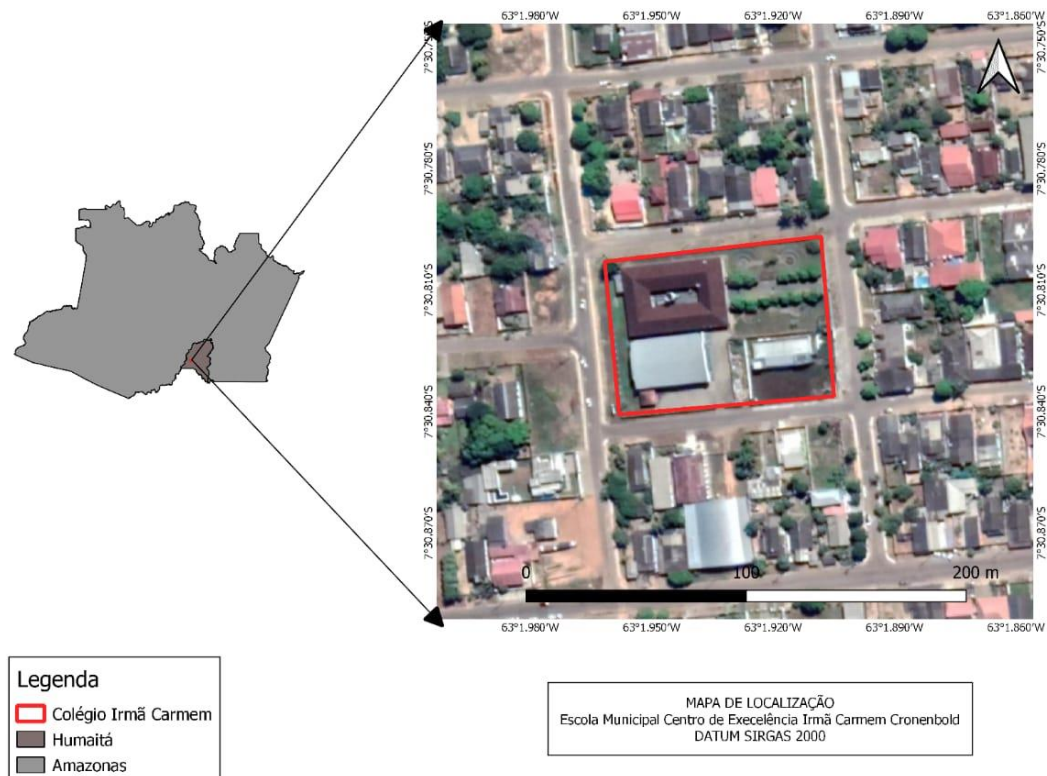 63°1.980'W 63°1.950'W 63°1.920'W 63°1.890'W 63°1.860'W
7°30.750'S
7°30.780'S
7°30.810'S
7°30.840'S
7°30.870'S
7°30.750'S
7°30.780'S
7°30.810'S
7°30.840'S
7°30.870'S
0 100 200 m
63°1.980'W 63°1.950'W 63°1.920'W 63°1.890'W 63°1.860'W
Legenda
Colégio Irmã Carmem
Humaitá
Amazonas
MAPA DE LOCALIZAÇÃO
Escola Municipal Centro de Execelência Irmã Carmem Cronenbold
DATUM SIRGAS 2000